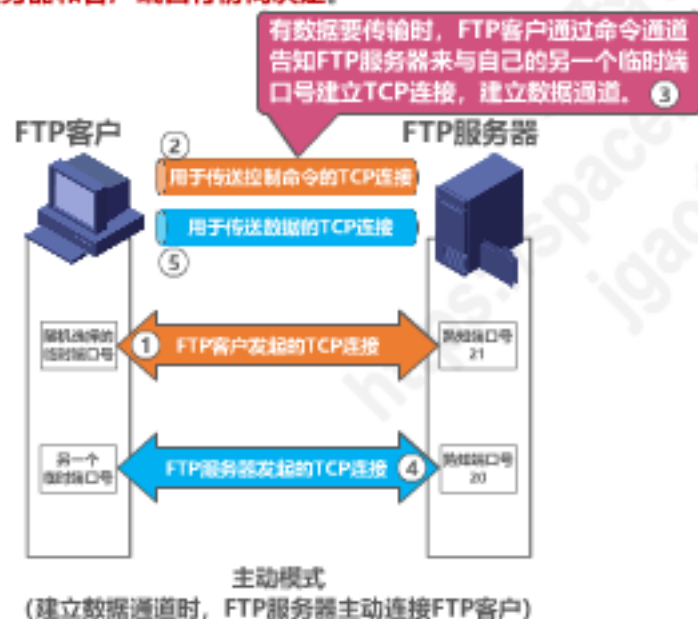 有数据要传输时，FTP客户通过命令通道
告知FTP服务器来与自己的另一个临时端
口号建立TCP连接，建立数据通道。 ③
FTP客户
FTP服务器
②
用于传送控制命令的TCP连接
用于传送数据的TCP连接
⑤
随机选择的
临时端口号
① FTP客户发起的TCP连接
熟知端口号
21
另一个
临时端口号
FTP服务器发起的TCP连接 ④
熟知端口号
20
主动模式
（建立数据通道时，FTP服务器主动连接FTP客户）